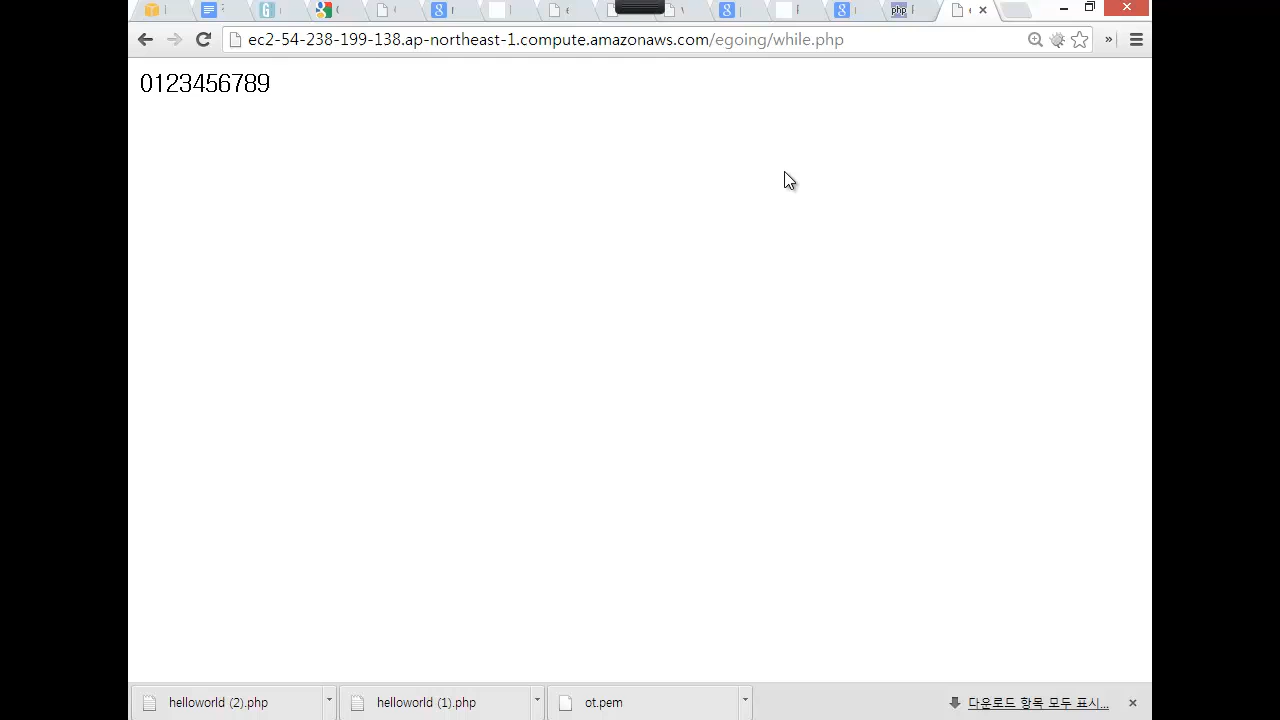 php
ec2-54-238-199-138.ap-northeast-1.compute.amazonaws.com/egoing/while.php
0123456789
helloworld (2).php
helloworld (1).php
ot.pem
다운로드 항목 모두 표시...